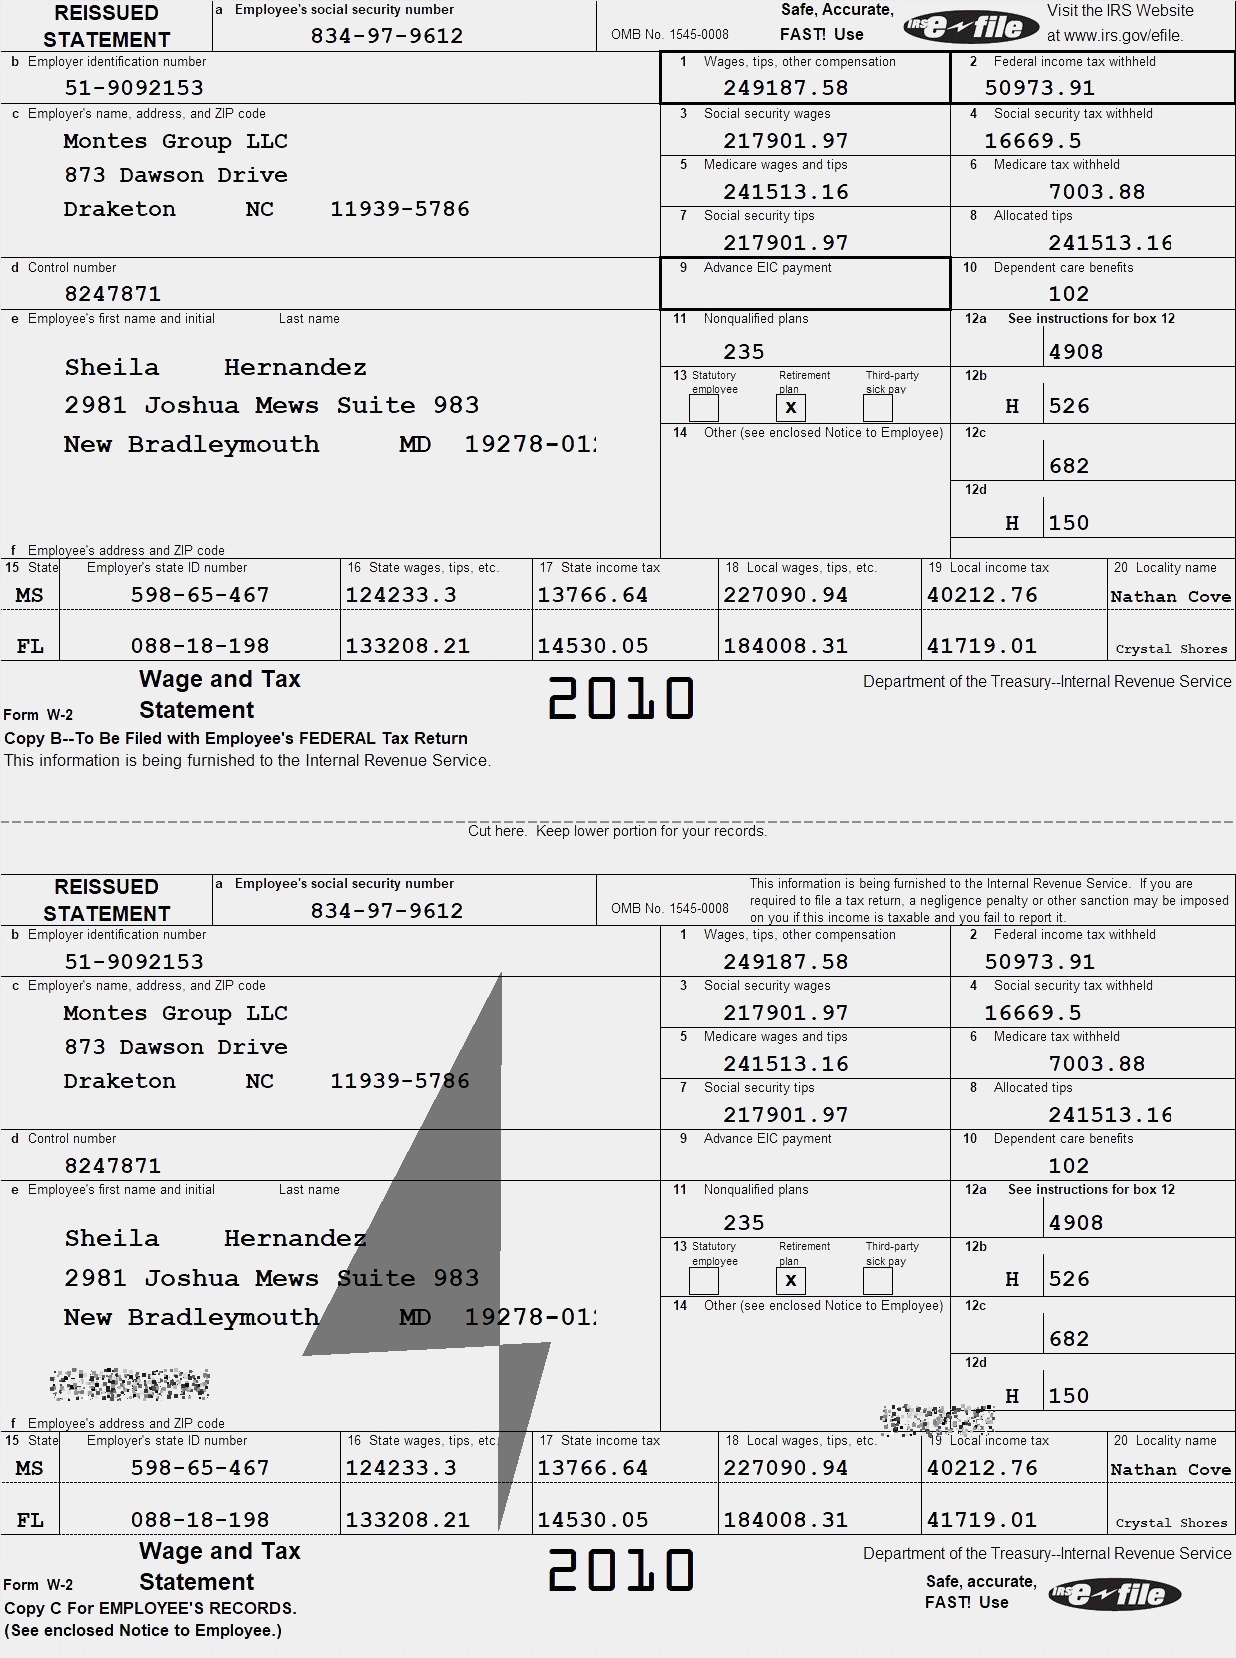 REISSUED STATEMENT
a Employee's social security number
834-97-9612
OMB No. 1545-0008
Safe, Accurate, FAST! Use
IRS e-file
Visit the IRS Website at www.irs.gov/efile.
b Employer identification number
51-9092153
1 Wages, tips, other compensation
249187.58
2 Federal income tax withheld
50973.91
c Employer's name, address, and ZIP code
Montes Group LLC
873 Dawson Drive
Draketon NC 11939-5786
3 Social security wages
217901.97
4 Social security tax withheld
16669.5
5 Medicare wages and tips
241513.16
6 Medicare tax withheld
7003.88
7 Social security tips
217901.97
8 Allocated tips
241513.16
d Control number
8247871
9 Advance EIC payment
10 Dependent care benefits
102
e Employee's first name and initial Last name
Sheila Hernandez
2981 Joshua Mews Suite 983
New Bradleymouth MD 19278-01
11 Nonqualified plans
235
12a See instructions for box 12
4908
13 Statutory employee Retirement plan Third-party sick pay
x
12b
H 526
14 Other (see enclosed Notice to Employee)
12c
682
12d
H 150
f Employee's address and ZIP code
15 State Employer's state ID number 16 State wages, tips, etc. 17 State income tax 18 Local wages, tips, etc. 19 Local income tax 20 Locality name
MS 598-65-467 124233.3 13766.64 227090.94 40212.76 Nathan Cove
FL 088-18-198 133208.21 14530.05 184008.31 41719.01 Crystal Shores
Form W-2 Wage and Tax Statement
2010
Department of the Treasury--Internal Revenue Service
Copy B--To Be Filed with Employee's FEDERAL Tax Return
This information is being furnished to the Internal Revenue Service.
Cut here. Keep lower portion for your records.
REISSUED STATEMENT
a Employee's social security number
834-97-9612
OMB No. 1545-0008
This information is being furnished to the Internal Revenue Service. If you are
required to file a tax return, a negligence penalty or other sanction may be imposed
on you if this income is taxable and you fail to report it.
b Employer identification number
51-9092153
1 Wages, tips, other compensation
249187.58
2 Federal income tax withheld
50973.91
c Employer's name, address, and ZIP code
Montes Group LLC
873 Dawson Drive
Draketon NC 11939-5786
3 Social security wages
217901.97
4 Social security tax withheld
16669.5
5 Medicare wages and tips
241513.16
6 Medicare tax withheld
7003.88
7 Social security tips
217901.97
8 Allocated tips
241513.16
d Control number
8247871
9 Advance EIC payment
10 Dependent care benefits
102
e Employee's first name and initial Last name
Sheila Hernandez
2981 Joshua Mews Suite 983
New Bradleymouth MD 19278-01
11 Nonqualified plans
235
12a See instructions for box 12
4908
13 Statutory employee Retirement plan Third-party sick pay
x
12b
H 526
14 Other (see enclosed Notice to Employee)
12c
682
12d
H 150
f Employee's address and ZIP code
15 State Employer's state ID number 16 State wages, tips, etc. 17 State income tax 18 Local wages, tips, etc. 19 Local income tax 20 Locality name
MS 598-65-467 124233.3 13766.64 227090.94 40212.76 Nathan Cove
FL 088-18-198 133208.21 14530.05 184008.31 41719.01 Crystal Shores
Form W-2 Wage and Tax Statement
2010
Department of the Treasury--Internal Revenue Service
Copy C For EMPLOYEE'S RECORDS.
(See enclosed Notice to Employee.)
Safe, accurate, FAST! Use
IRS e-file